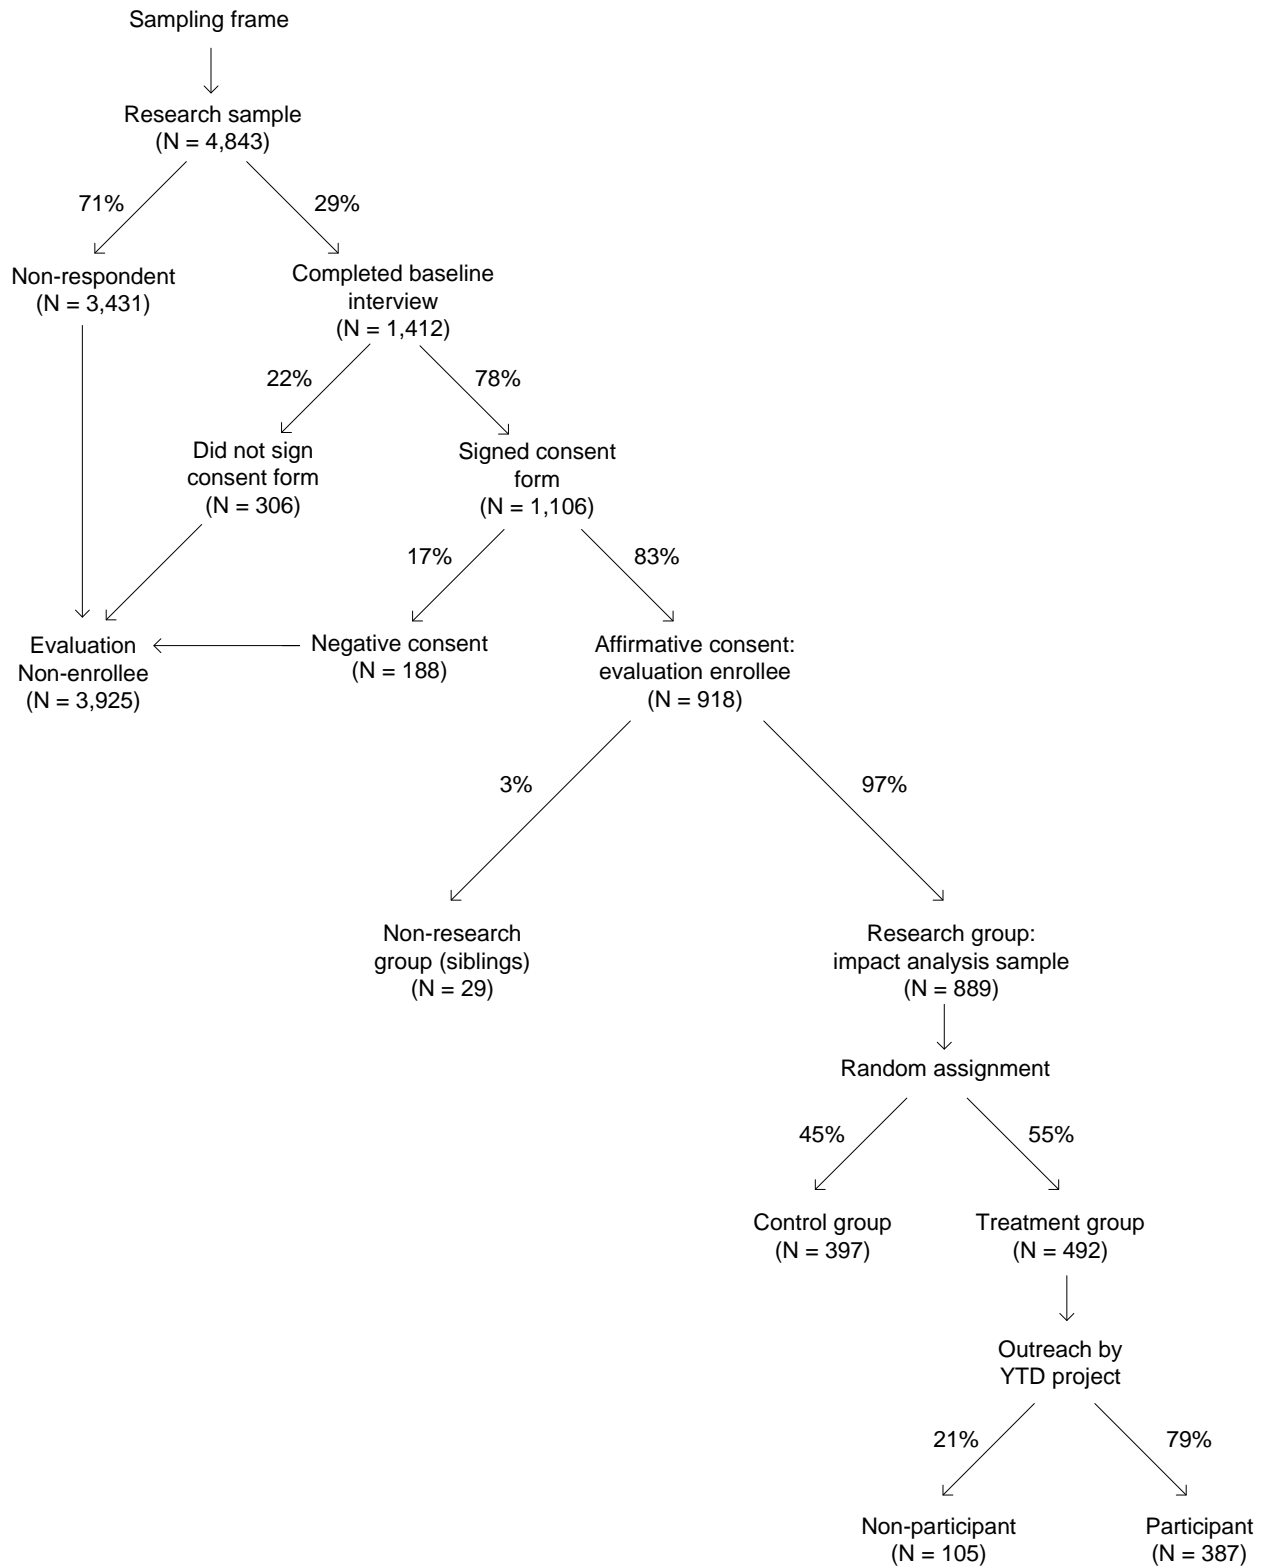 Sampling frame
Research sample
(N = 4,843)
71%
29%
Non-respondent
(N = 3,431)
Completed baseline
interview
(N = 1,412)
22%
78%
Did not sign
consent form
(N = 306)
Signed consent
form
(N = 1,106)
17%
83%
Evaluation
Non-enrollee
(N = 3,925)
Negative consent
(N = 188)
Affirmative consent:
evaluation enrollee
(N = 918)
3%
97%
Non-research
group (siblings)
(N = 29)
Research group:
impact analysis sample
(N = 889)
Random assignment
45%
55%
Control group
(N = 397)
Treatment group
(N = 492)
Outreach by
YTD project
21%
79%
Non-participant
(N = 105)
Participant
(N = 387)